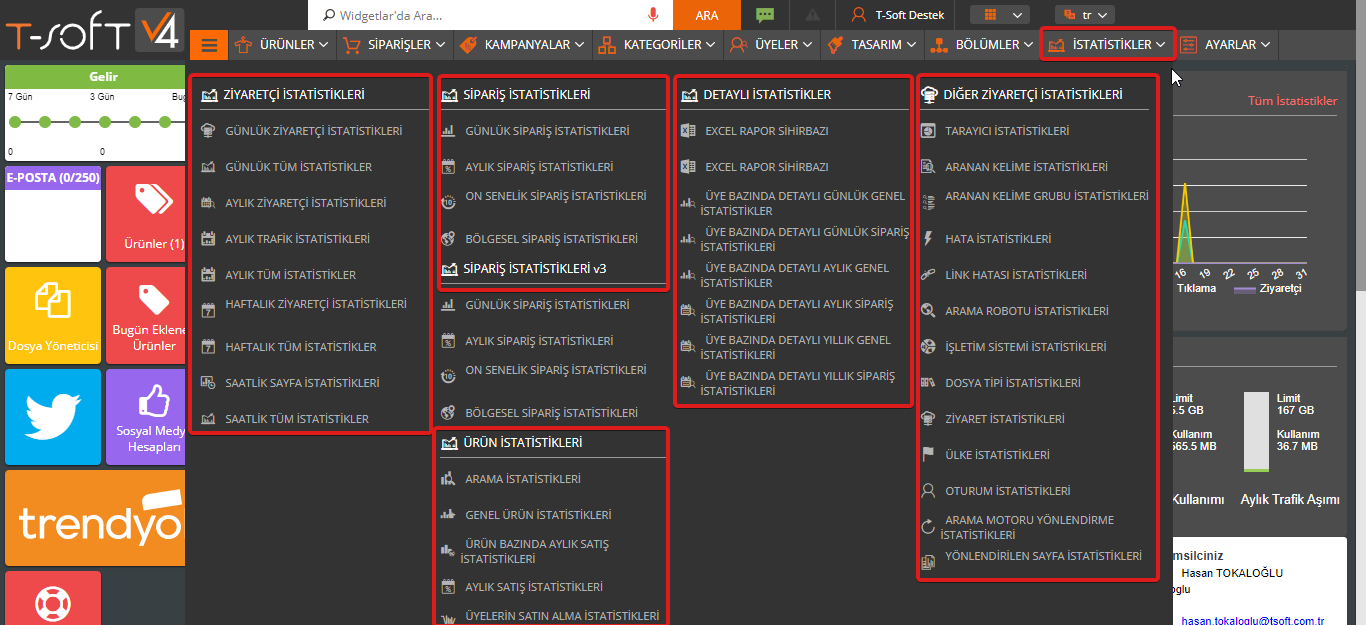 T-SOFT V4
Widgetlar'da Ara...
ARA
T-Soft Destek
tr
ÜRÜNLER
SİPARİŞLER
KAMPANYALAR
KATEGORİLER
ÜYELER
TASARIM
BÖLÜMLER
İSTATİSTİKLER
AYARLAR
Gelir
7 Gün 3 Gün Bug
0 0
E-POSTA (0/250)
Ürünler (1)
Dosya Yöneticisi
Bugün Eklene
Ürünler
Sosyal Medy
Hesapları
trendyo
ZİYARETÇİ İSTATİSTİKLERİ
GÜNLÜK ZİYARETÇİ İSTATİSTİKLERİ
GÜNLÜK TÜM İSTATİSTİKLER
AYLIK ZİYARETÇİ İSTATİSTİKLERİ
AYLIK TRAFİK İSTATİSTİKLERİ
AYLIK TÜM İSTATİSTİKLER
HAFTALIK ZİYARETÇİ İSTATİSTİKLERİ
HAFTALIK TÜM İSTATİSTİKLER
SAATLİK SAYFA İSTATİSTİKLERİ
SAATLİK TÜM İSTATİSTİKLER
SİPARİŞ İSTATİSTİKLERİ
GÜNLÜK SİPARİŞ İSTATİSTİKLERİ
AYLIK SİPARİŞ İSTATİSTİKLERİ
ON SENELİK SİPARİŞ İSTATİSTİKLERİ
BÖLGESEL SİPARİŞ İSTATİSTİKLERİ
SİPARİŞ İSTATİSTİKLERİ v3
GÜNLÜK SİPARİŞ İSTATİSTİKLERİ
AYLIK SİPARİŞ İSTATİSTİKLERİ
ON SENELİK SİPARİŞ İSTATİSTİKLERİ
BÖLGESEL SİPARİŞ İSTATİSTİKLERİ
ÜRÜN İSTATİSTİKLERİ
ARAMA İSTATİSTİKLERİ
GENEL ÜRÜN İSTATİSTİKLERİ
ÜRÜN BAZINDA AYLIK SATIŞ
İSTATİSTİKLERİ
AYLIK SATIŞ İSTATİSTİKLERİ
ÜYELERİN SATIN ALMA İSTATİSTİKLERİ
DETAYLI İSTATİSTİKLER
EXCEL RAPOR SİHİRBAZI
EXCEL RAPOR SİHİRBAZI
ÜYE BAZINDA DETAYLI GÜNLÜK GENEL
İSTATİSTİKLER
ÜYE BAZINDA DETAYLI GÜNLÜK SİPARİŞ
İSTATİSTİKLERİ
ÜYE BAZINDA DETAYLI AYLIK GENEL
İSTATİSTİKLER
ÜYE BAZINDA DETAYLI AYLIK SİPARİŞ
İSTATİSTİKLERİ
ÜYE BAZINDA DETAYLI YILLIK GENEL
İSTATİSTİKLERİ
ÜYE BAZINDA DETAYLI YILLIK SİPARİŞ
İSTATİSTİKLERİ
DİĞER ZİYARETÇİ İSTATİSTİKLERİ
TARAYICI İSTATİSTİKLERİ
ARANAN KELİME İSTATİSTİKLERİ
ARANAN KELİME GRUBU İSTATİSTİKLERİ
HATA İSTATİSTİKLERİ
LİNK HATASI İSTATİSTİKLERİ
ARAMA ROBOTU İSTATİSTİKLERİ
İŞLETİM SİSTEMİ İSTATİSTİKLERİ
DOSYA TİPİ İSTATİSTİKLERİ
ZİYARET İSTATİSTİKLERİ
ÜLKE İSTATİSTİKLERİ
OTURUM İSTATİSTİKLERİ
ARAMA MOTORU YÖNLENDİRME
İSTATİSTİKLERİ
YÖNLENDİRİLEN SAYFA İSTATİSTİKLERİ
Tüm İstatistikler
16 19 22 25 28 31
Tıklama Ziyaretçi
Limit
5.5 GB
Kullanım
565.5 MB
Limit
167 GB
Kullanım
36.7 MB
Kullanımı Aylık Trafik Aşımı
msilciniz
Hasan TOKALOĞLU
oglu
hasan.tokaloglu@tsoft.com.tr